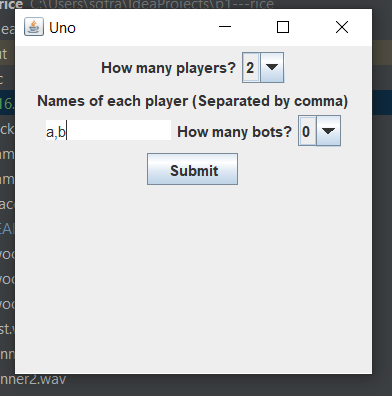 rice C:\Users\sqfra\IdeaProjects\p1---rice
Uno
How many players? 2
Names of each player (Separated by comma)
a,b How many bots? 0
Submit
nner2.wav